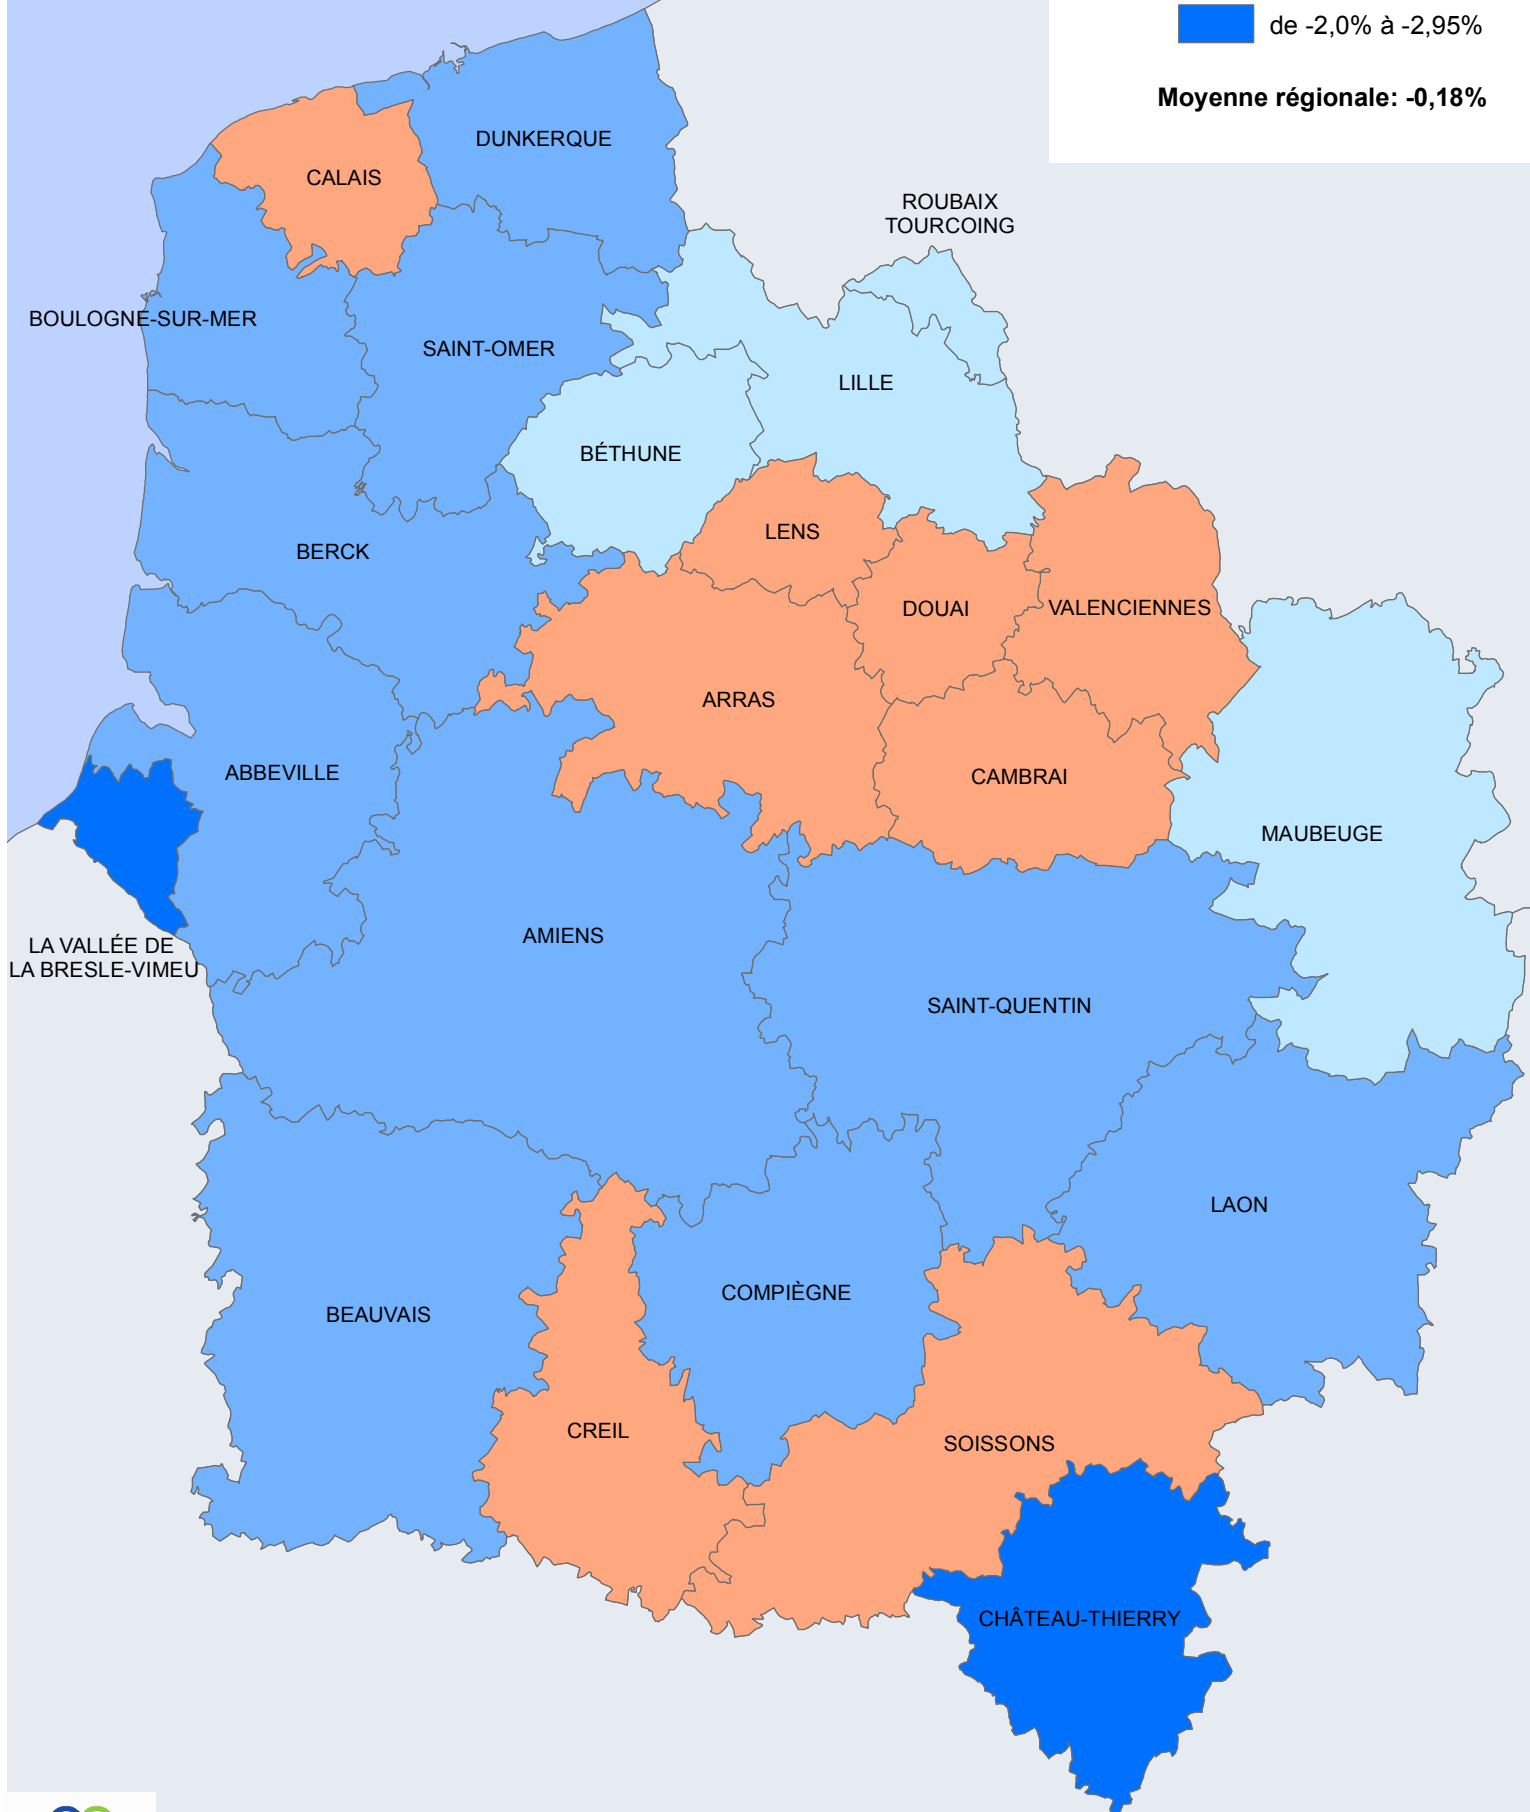 de -2,0% à -2,95%
Moyenne régionale: -0,18%
DUNKERQUE
CALAIS
ROUBAIX
TOURCOING
BOULOGNE-SUR-MER
SAINT-OMER
LILLE
BÉTHUNE
LENS
BERCK
DOUAI
VALENCIENNES
ARRAS
ABBEVILLE
CAMBRAI
MAUBEUGE
AMIENS
LA VALLÉE DE
LA BRESLE-VIMEU
SAINT-QUENTIN
LAON
COMPIÈGNE
BEAUVAIS
CREIL
SOISSONS
CHÂTEAU-THIERRY